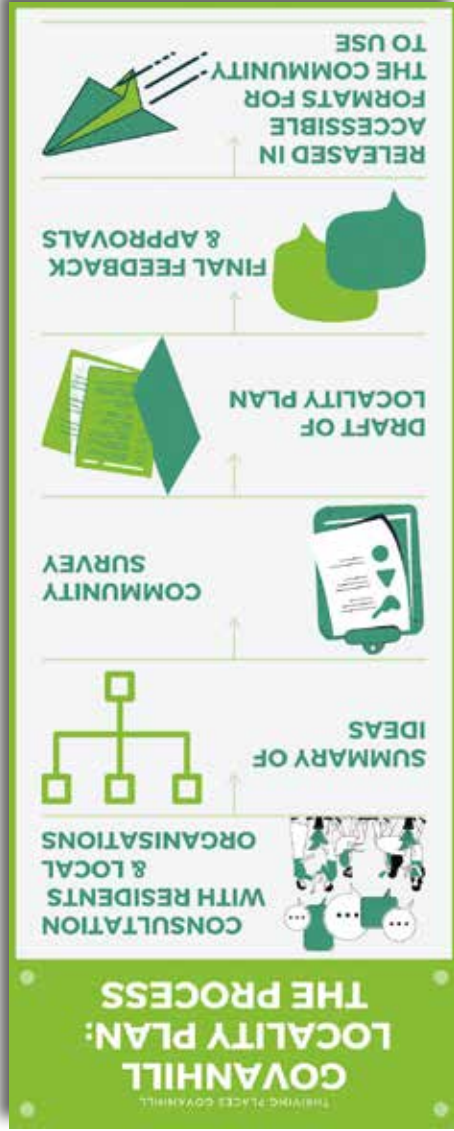 THRIVING PLACES GOVANHILL
GOVANHILL
LOCALITY PLAN:
THE PROCESS
CONSULTATION
WITH RESIDENTS
& LOCAL
ORGANISATIONS
SUMMARY OF
IDEAS
COMMUNITY
SURVEY
DRAFT OF
LOCALITY PLAN
FINAL FEEDBACK
& APPROVALS
RELEASED IN
ACCESSIBLE
FORMATS FOR
THE COMMUNITY
TO USE